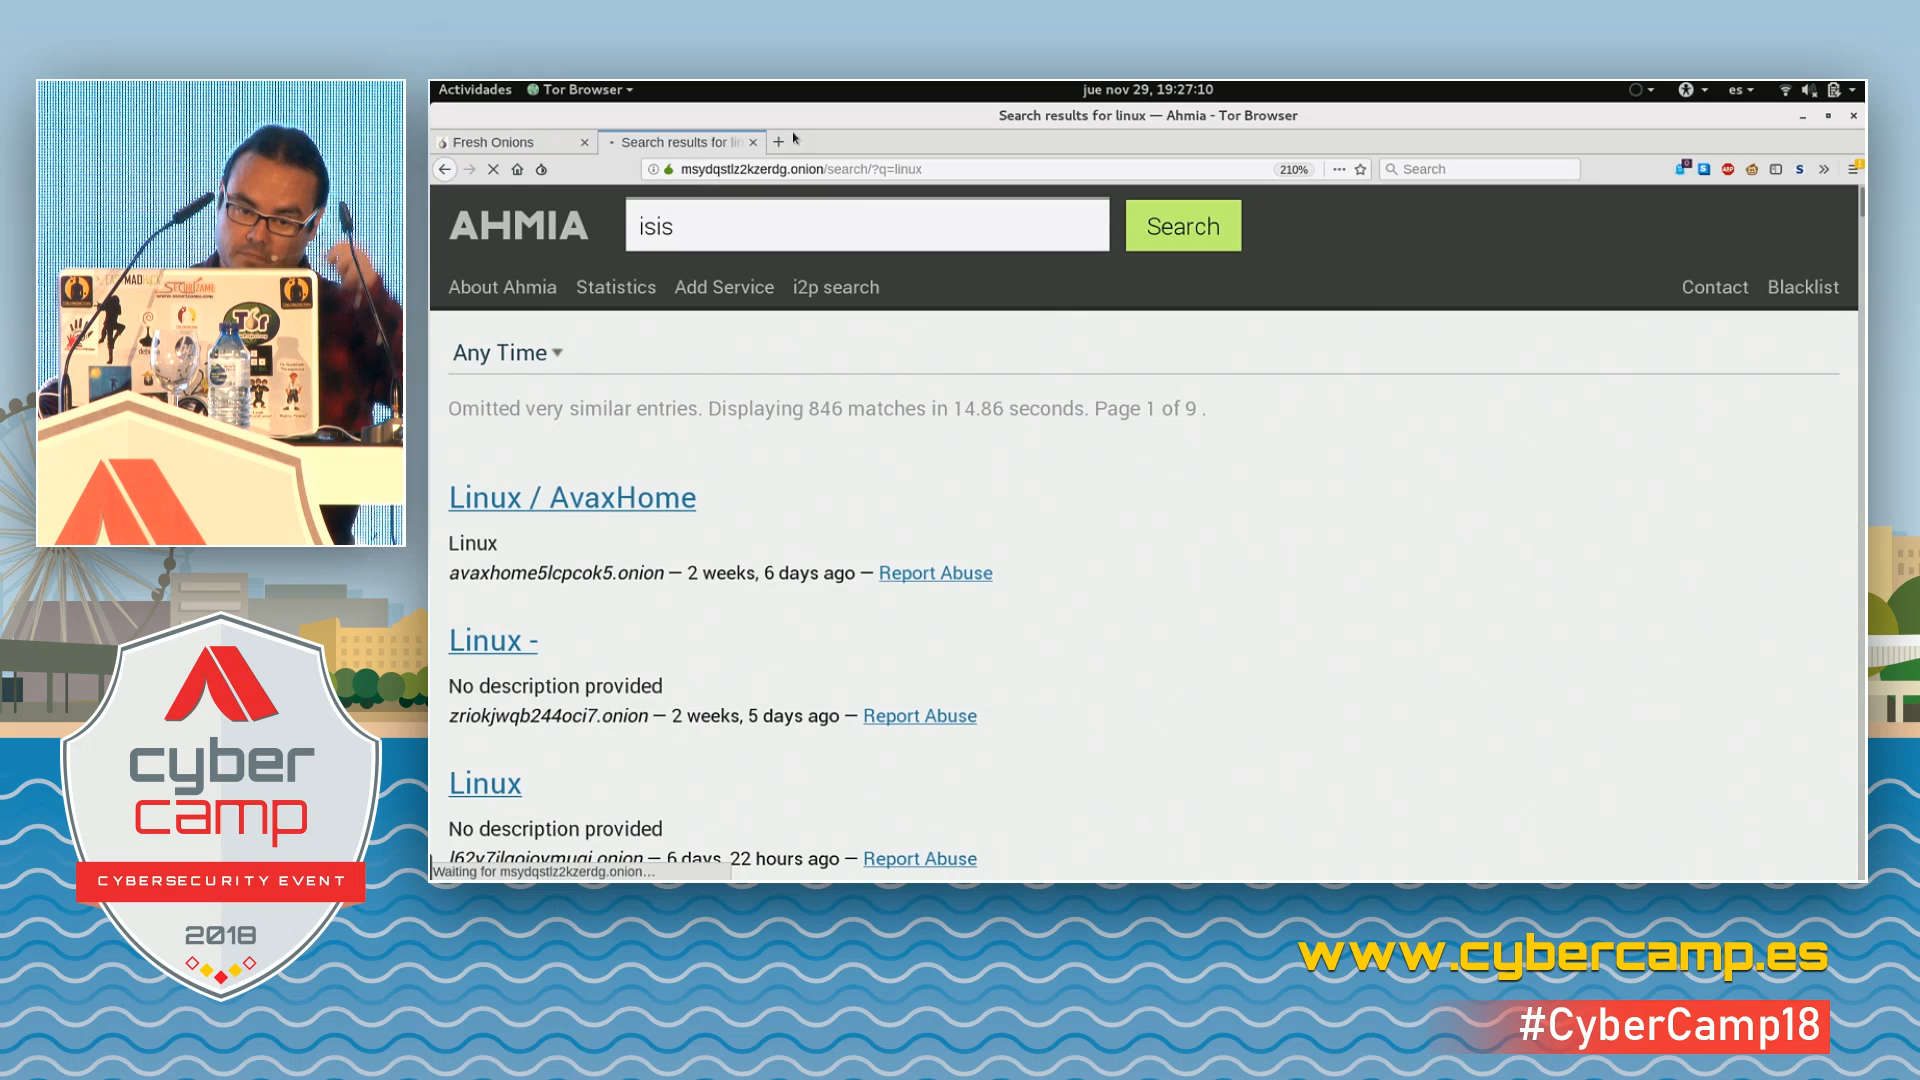 Actividades
Tor Browser
jue nov 29, 19:27:10
es
Search results for linux — Ahmia - Tor Browser
Fresh Onions
Search results for lin
msydqstlz2kzerdg.onion/search/?q=linux
210%
Search
AHMIA
isis
Search
About Ahmia
Statistics
Add Service
i2p search
Contact
Blacklist
Any Time
Omitted very similar entries. Displaying 846 matches in 14.86 seconds. Page 1 of 9 .
Linux / AvaxHome
Linux
avaxhome5lcpcok5.onion — 2 weeks, 6 days ago — Report Abuse
Linux -
No description provided
zriokjwqb244oci7.onion — 2 weeks, 5 days ago — Report Abuse
Linux
No description provided
— 6 days, 22 hours ago — Report Abuse
Waiting for msydqstlz2kzerdg.onion...
SECURIZAME
Tor
cyber
camp
CYBERSECURITY EVENT
2018
www.cybercamp.es
#CyberCamp18